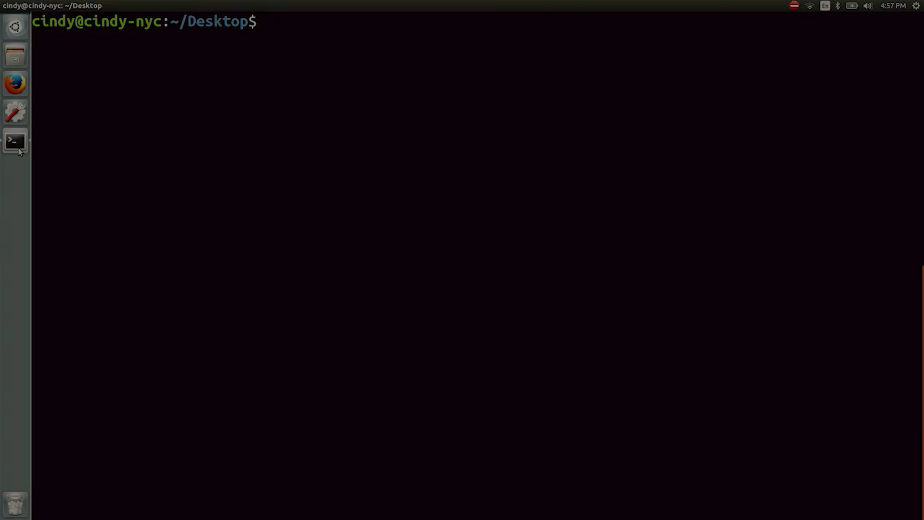 cindy@cindy-nyc: ~/Desktop
4:57 PM
cindy@cindy-nyc:~/Desktop$